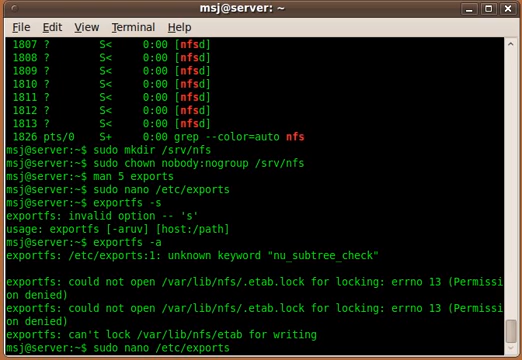 msj@server: ~
File Edit View Terminal Help
1807 ? S< 0:00 [nfsd]
1808 ? S< 0:00 [nfsd]
1809 ? S< 0:00 [nfsd]
1810 ? S< 0:00 [nfsd]
1811 ? S< 0:00 [nfsd]
1812 ? S< 0:00 [nfsd]
1813 ? S< 0:00 [nfsd]
1826 pts/0 S+ 0:00 grep --color=auto nfs
msj@server:~$ sudo mkdir /srv/nfs
msj@server:~$ sudo chown nobody:nogroup /srv/nfs
msj@server:~$ man 5 exports
msj@server:~$ sudo nano /etc/exports
msj@server:~$ exportfs -s
exportfs: invalid option -- 's'
usage: exportfs [-aruv] [host:/path]
msj@server:~$ exportfs -a
exportfs: /etc/exports:1: unknown keyword "nu_subtree_check"
exportfs: could not open /var/lib/nfs/.etab.lock for locking: errno 13 (Permissi
on denied)
exportfs: could not open /var/lib/nfs/.etab.lock for locking: errno 13 (Permissi
on denied)
exportfs: can't lock /var/lib/nfs/etab for writing
msj@server:~$ sudo nano /etc/exports